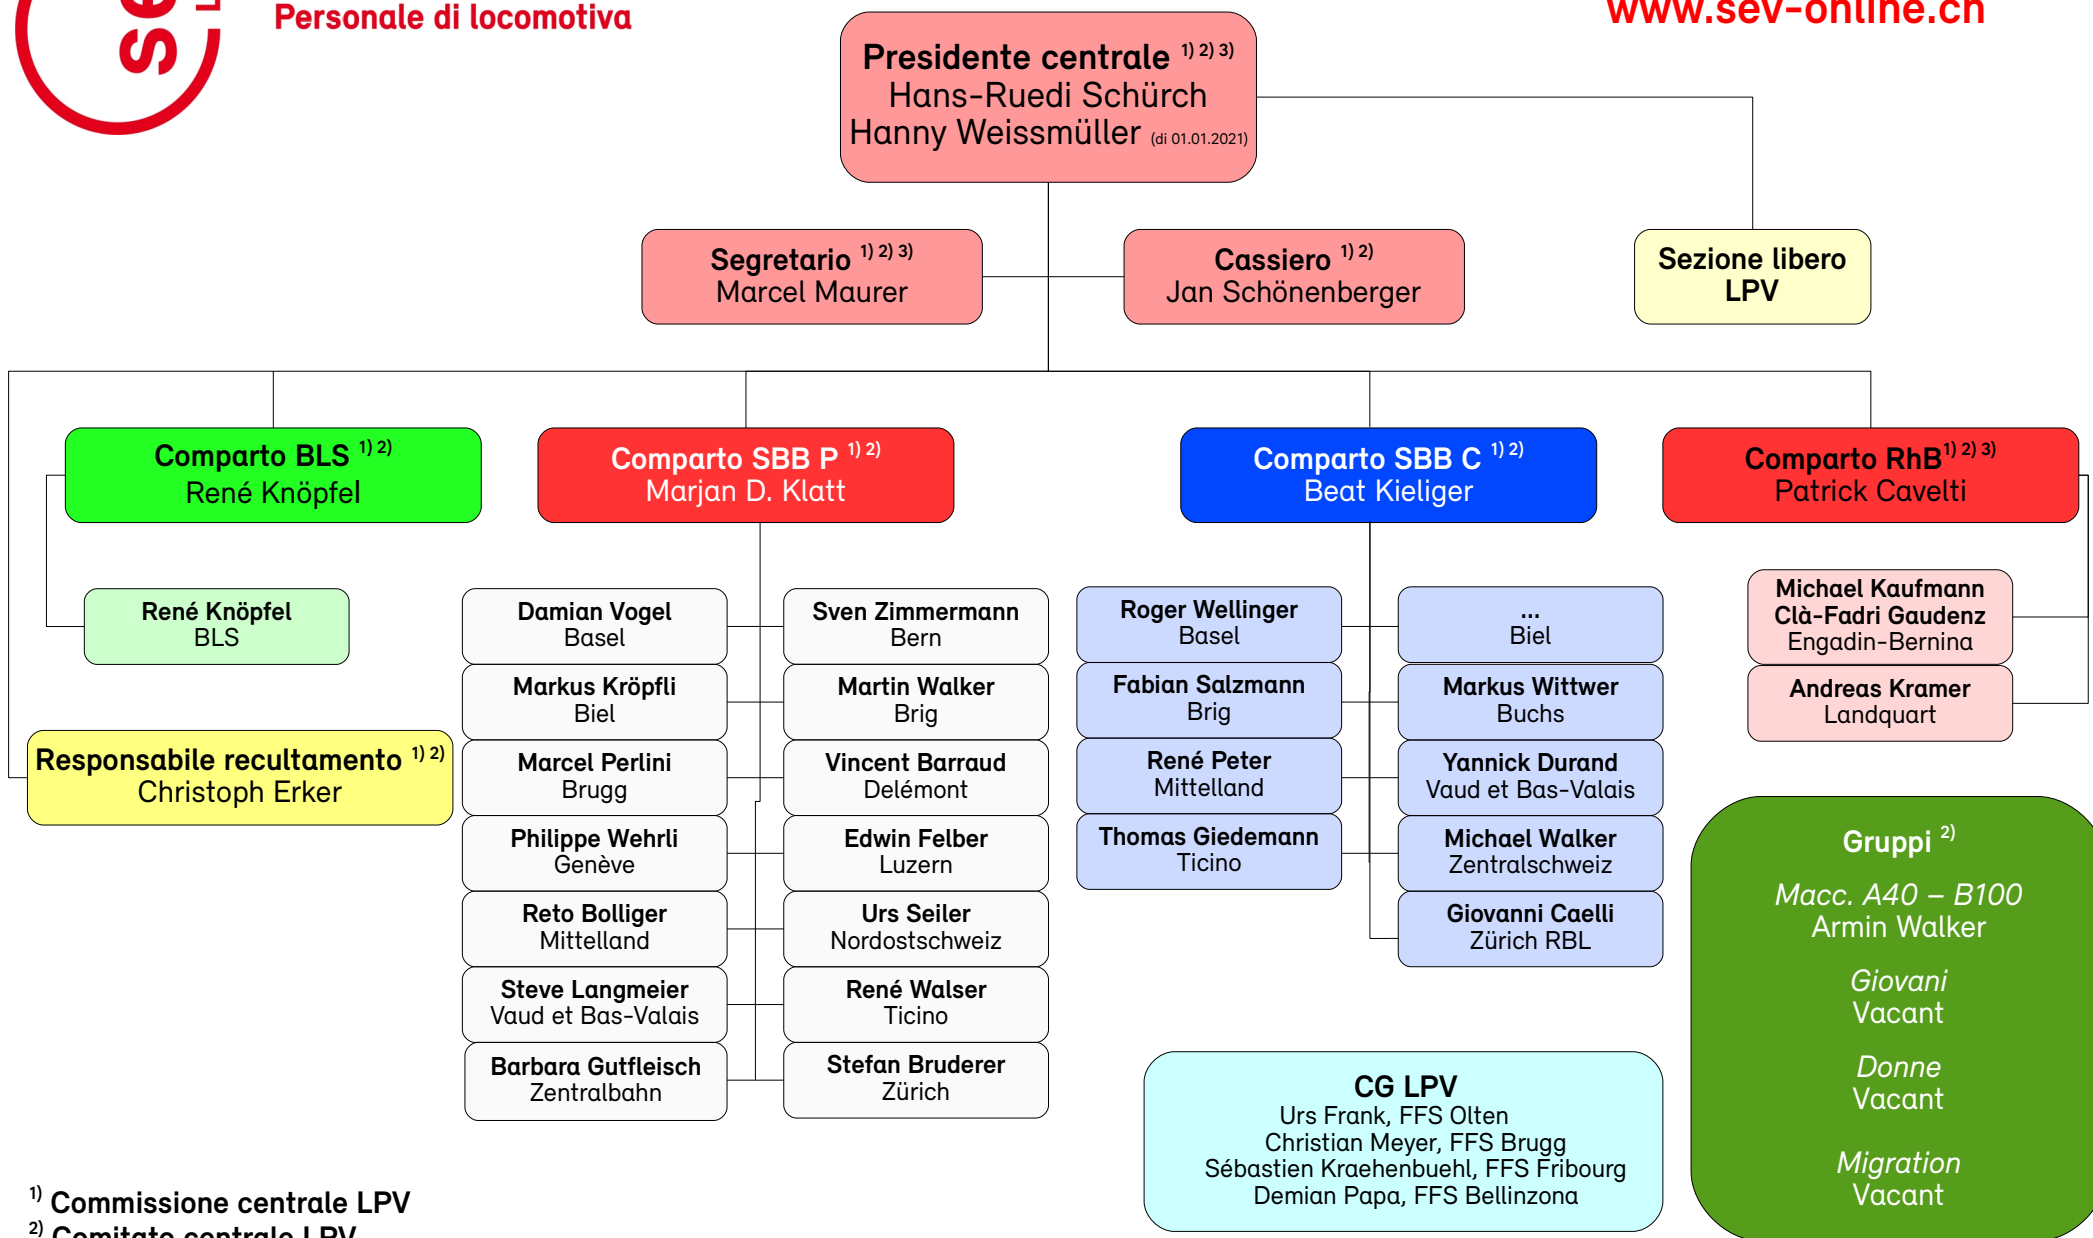 Personale di locomotiva
www.sev-online.ch
Presidente centrale 1) 2) 3)
Hans-Ruedi Schürch
Hanny Weissmüller (di 01.01.2021)
Segretario 1) 2) 3)
Marcel Maurer
Cassiero 1) 2)
Jan Schönenberger
Sezione libero
LPV
Comparto BLS 1) 2)
René Knöpfel
Comparto SBB P 1) 2)
Marjan D. Klatt
Comparto SBB C 1) 2)
Beat Kieliger
Comparto RhB1) 2) 3)
Patrick Cavelti
René Knöpfel
BLS
Responsabile recultamento 1) 2)
Christoph Erker
Damian Vogel
Basel
Sven Zimmermann
Bern
Markus Kröpfli
Biel
Martin Walker
Brig
Marcel Perlini
Brugg
Vincent Barraud
Delémont
Philippe Wehrli
Genève
Edwin Felber
Luzern
Reto Bolliger
Mittelland
Urs Seiler
Nordostschweiz
Steve Langmeier
Vaud et Bas-Valais
René Walser
Ticino
Barbara Gutfleisch
Zentralbahn
Stefan Bruderer
Zürich
Roger Wellinger
Basel
...
Biel
Fabian Salzmann
Brig
Markus Wittwer
Buchs
René Peter
Mittelland
Yannick Durand
Vaud et Bas-Valais
Thomas Giedemann
Ticino
Michael Walker
Zentralschweiz
Giovanni Caelli
Zürich RBL
Michael Kaufmann
Clà-Fadri Gaudenz
Engadin-Bernina
Andreas Kramer
Landquart
Gruppi 2)
Macc. A40 – B100
Armin Walker
Giovani
Vacant
Donne
Vacant
Migration
Vacant
CG LPV
Urs Frank, FFS Olten
Christian Meyer, FFS Brugg
Sébastien Kraehenbuehl, FFS Fribourg
Demian Papa, FFS Bellinzona
1) Commissione centrale LPV
2) Comitato centrale LPV